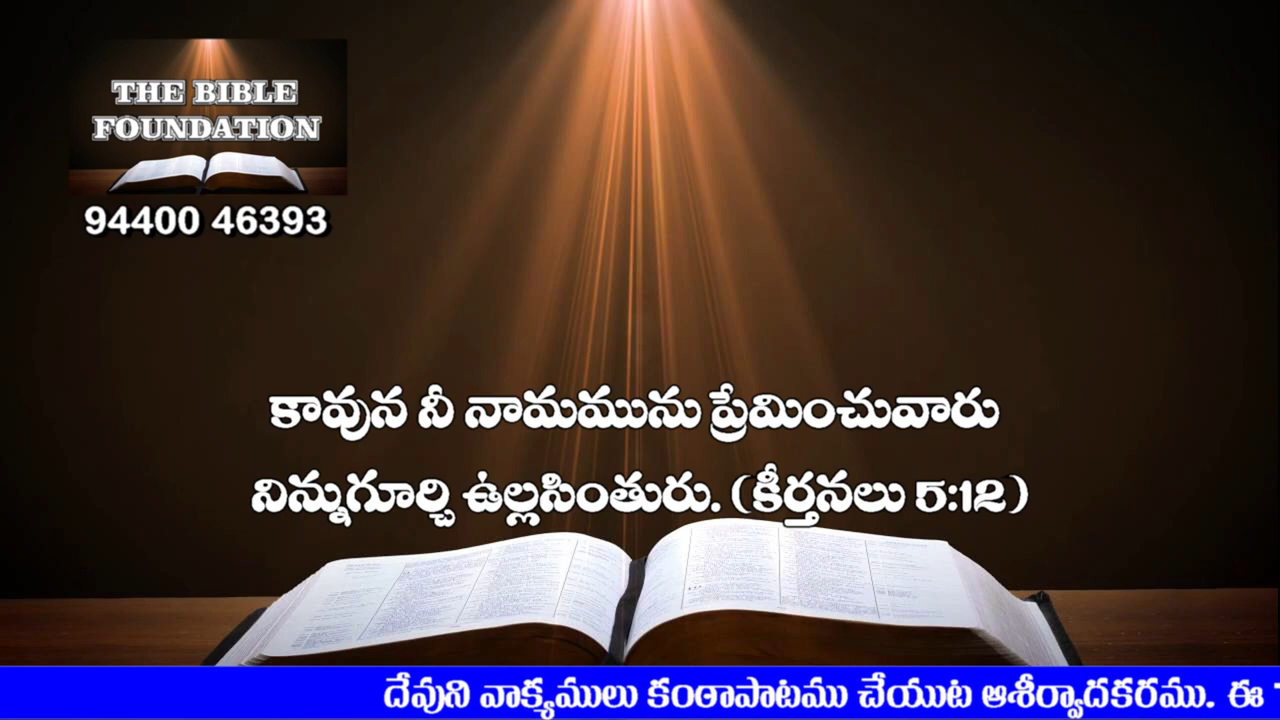 THE BIBLE
FOUNDATION
94400 46393
కావున నీ నామమును ప్రేమించువారు
నిన్నుగూర్చి ఉల్లసింతురు. (కీర్తనలు 5:12)
దేవుని వాక్యములు కంఠాపాటము చేయుట ఆశీర్వాదకరము. ఈ